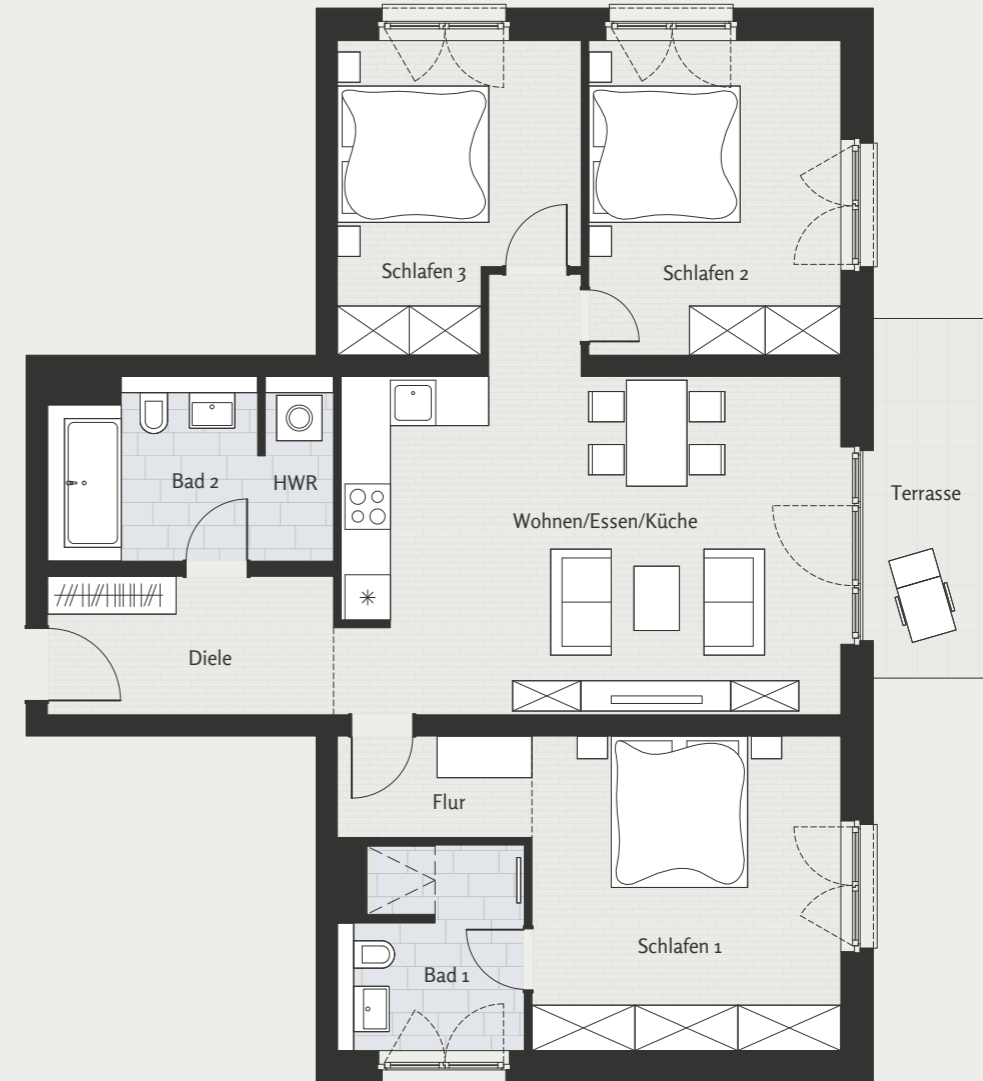 Schlafen 3
Schlafen 2
Bad 2
HWR
Terrasse
Wohnen/Essen/Küche
Diele
Flur
Schlafen 1
Bad 1